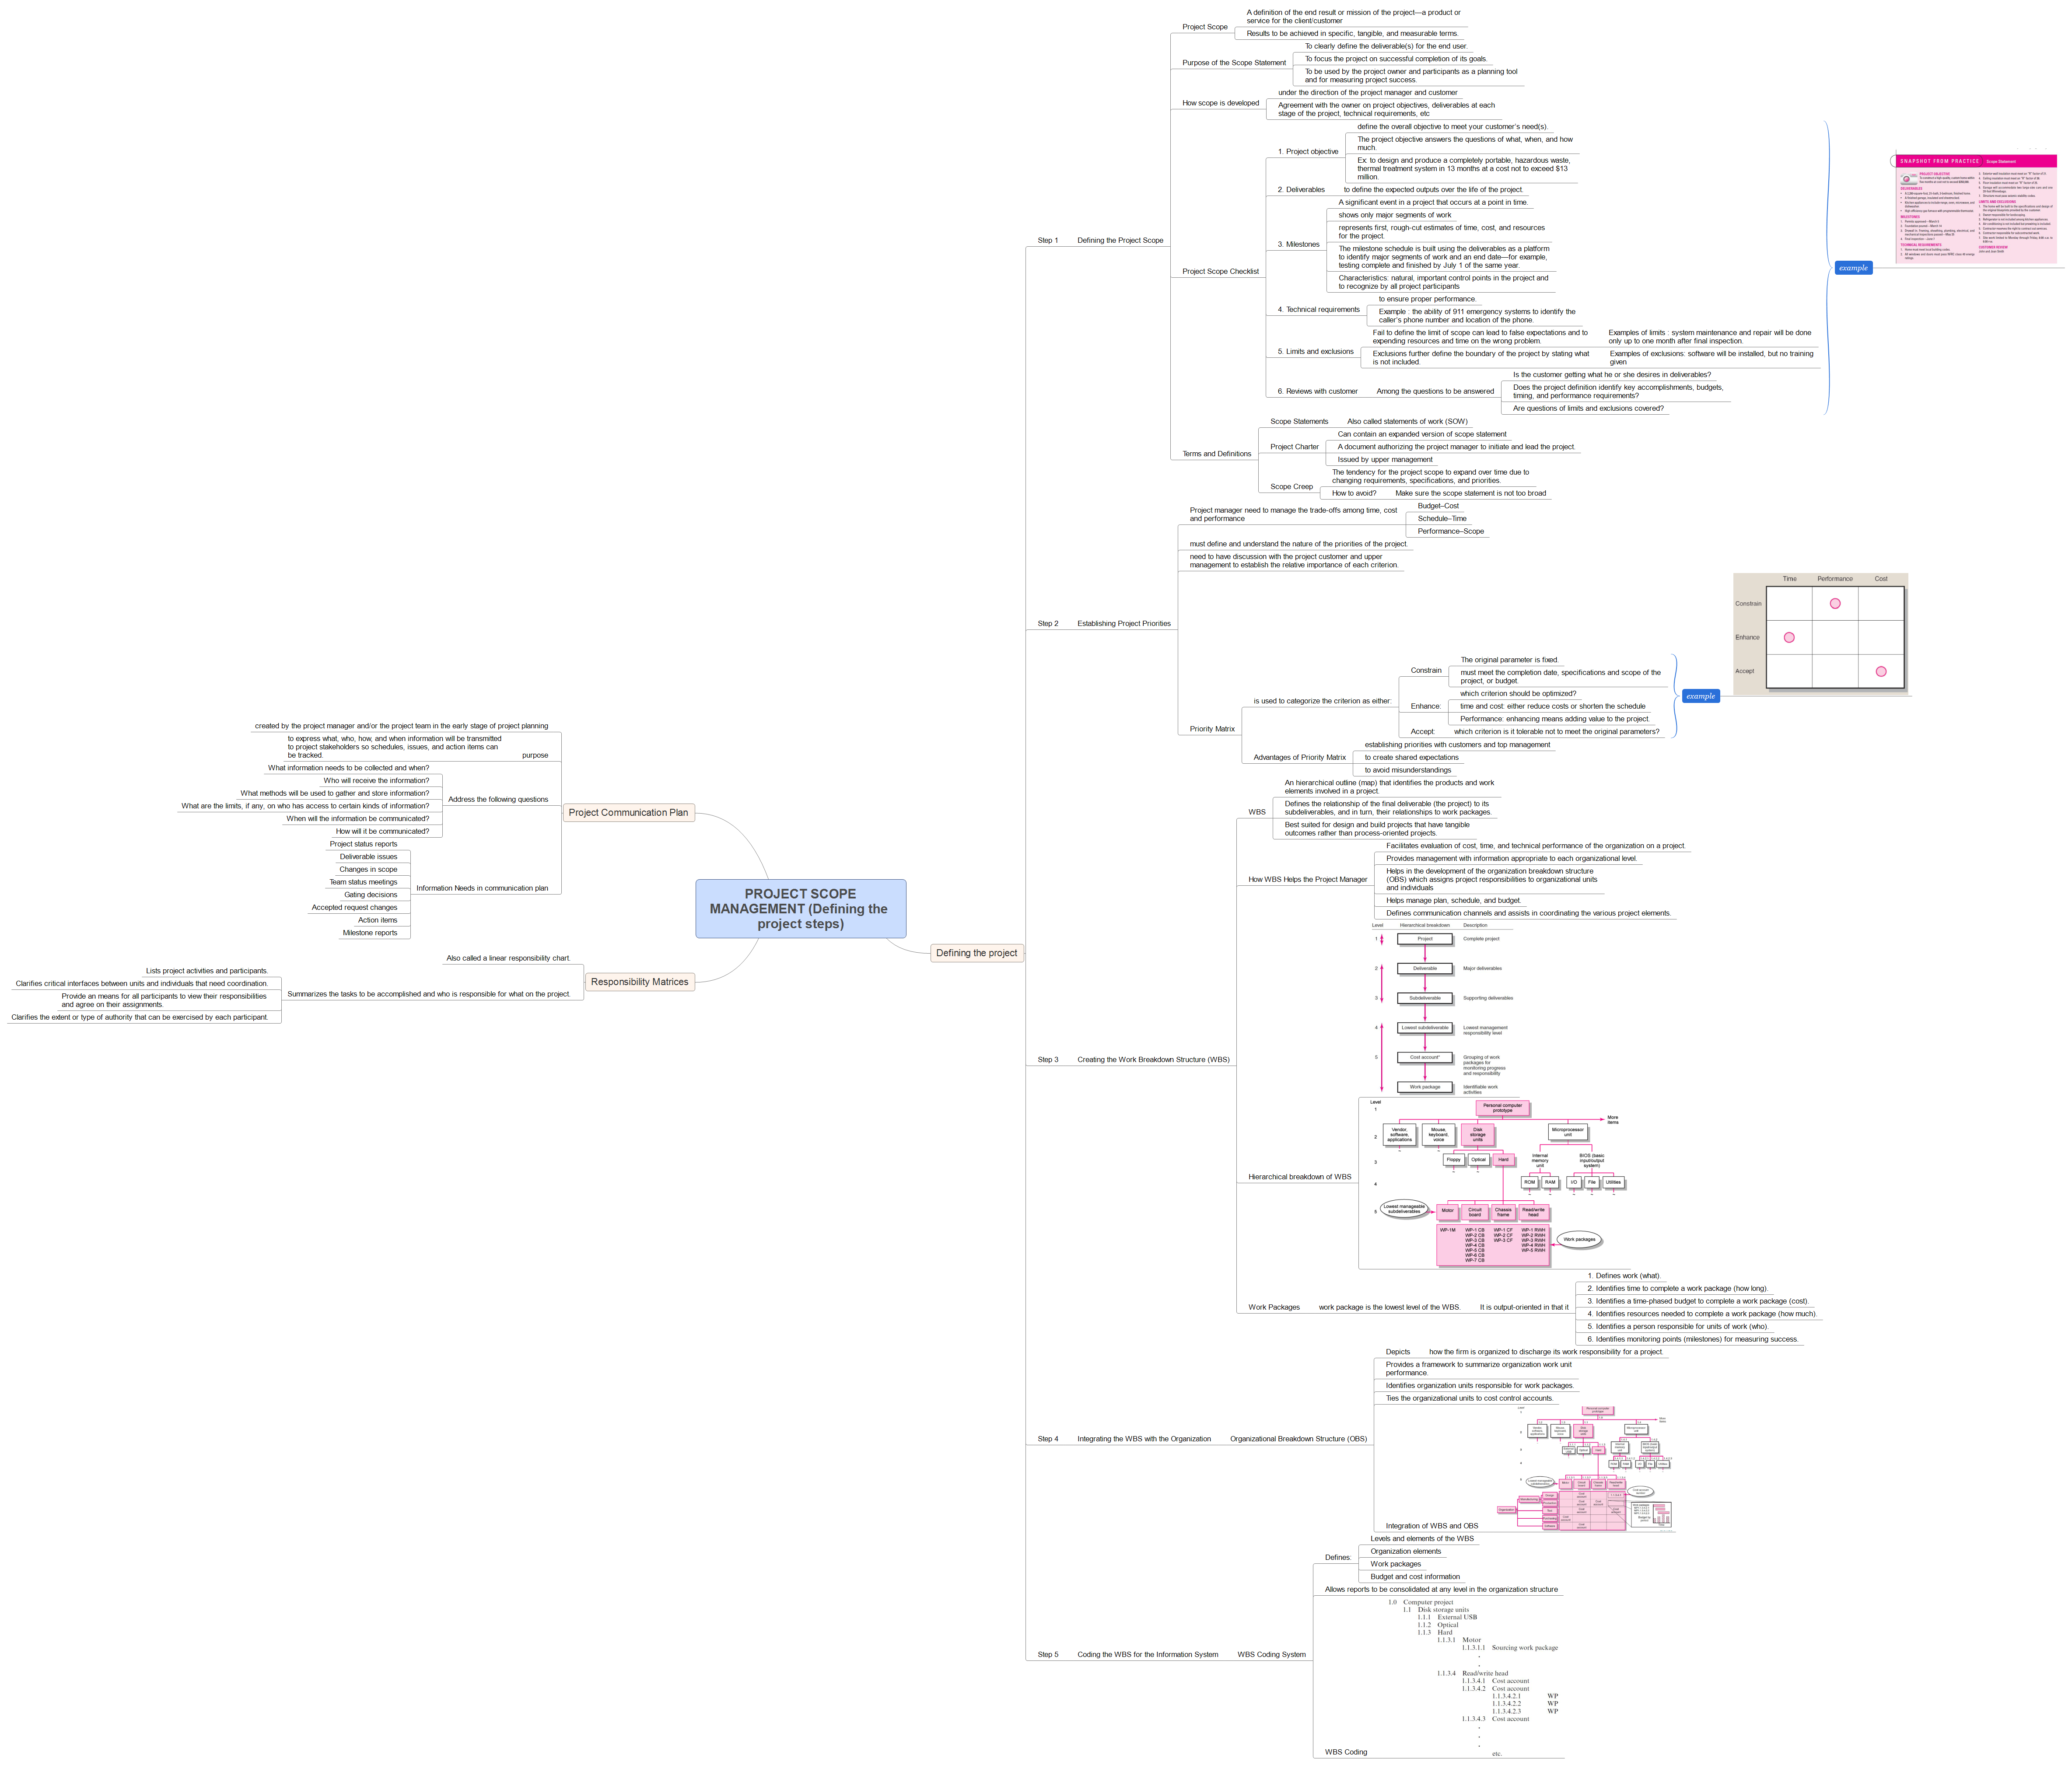 PROJECT SCOPE
MANAGEMENT (Defining the
project steps)
Defining the project
Step 1
Defining the Project Scope
Project Scope
A definition of the end result or mission of the project—a product or
service for the client/customer
Results to be achieved in specific, tangible, and measurable terms.
Purpose of the Scope Statement
To clearly define the deliverable(s) for the end user.
To focus the project on successful completion of its goals.
To be used by the project owner and participants as a planning tool
and for measuring project success.
How scope is developed
under the direction of the project manager and customer
Agreement with the owner on project objectives, deliverables at each
stage of the project, technical requirements, etc
Project Scope Checklist
1. Project objective
define the overall objective to meet your customer's need(s).
The project objective answers the questions of what, when, and how
much.
Ex: to design and produce a completely portable, hazardous waste,
thermal treatment system in 13 months at a cost not to exceed $13
million.
2. Deliverables
to define the expected outputs over the life of the project.
3. Milestones
A significant event in a project that occurs at a point in time.
shows only major segments of work
represents first, rough-cut estimates of time, cost, and resources
for the project.
The milestone schedule is built using the deliverables as a platform
to identify major segments of work and an end date—for example,
testing complete and finished by July 1 of the same year.
Characteristics: natural, important control points in the project and
to recognize by all project participants
4. Technical requirements
to ensure proper performance.
Example : the ability of 911 emergency systems to identify the
caller's phone number and location of the phone.
5. Limits and exclusions
Fail to define the limit of scope can lead to false expectations and to
expending resources and time on the wrong problem.
Examples of limits : system maintenance and repair will be done
only up to one month after final inspection.
Exclusions further define the boundary of the project by stating what
is not included.
Examples of exclusions: software will be installed, but no training
given
6. Reviews with customer
Among the questions to be answered
Is the customer getting what he or she desires in deliverables?
Does the project definition identify key accomplishments, budgets,
timing, and performance requirements?
Are questions of limits and exclusions covered?
example
SNAPSHOT FROM PRACTICE Scope Statement
PROJECT OBJECTIVE
DELIVERABLES
MILESTONES
TECHNICAL REQUIREMENTS
LIMITS AND EXCLUSIONS
CUSTOMER REVIEW
Terms and Definitions
Scope Statements
Also called statements of work (SOW)
Project Charter
Can contain an expanded version of scope statement
A document authorizing the project manager to initiate and lead the project.
Issued by upper management
Scope Creep
The tendency for the project scope to expand over time due to
changing requirements, specifications, and priorities.
How to avoid?
Make sure the scope statement is not too broad
Step 2
Establishing Project Priorities
Project manager need to manage the trade-offs among time, cost
and performance
Budget–Cost
Schedule–Time
Performance–Scope
must define and understand the nature of the priorities of the project.
need to have discussion with the project customer and upper
management to establish the relative importance of each criterion.
Priority Matrix
is used to categorize the criterion as either:
Constrain
The original parameter is fixed.
must meet the completion date, specifications and scope of the
project, or budget.
Enhance:
which criterion should be optimized?
time and cost: either reduce costs or shorten the schedule
Performance: enhancing means adding value to the project.
Accept:
which criterion is it tolerable not to meet the original parameters?
example
Time Performance Cost
Constrain
Enhance
Accept
Advantages of Priority Matrix
establishing priorities with customers and top management
to create shared expectations
to avoid misunderstandings
Step 3
Creating the Work Breakdown Structure (WBS)
WBS
An hierarchical outline (map) that identifies the products and work
elements involved in a project.
Defines the relationship of the final deliverable (the project) to its
subdeliverables, and in turn, their relationships to work packages.
Best suited for design and build projects that have tangible
outcomes rather than process-oriented projects.
How WBS Helps the Project Manager
Facilitates evaluation of cost, time, and technical performance of the organization on a project.
Provides management with information appropriate to each organizational level.
Helps in the development of the organization breakdown structure
(OBS) which assigns project responsibilities to organizational units
and individuals
Helps manage plan, schedule, and budget.
Defines communication channels and assists in coordinating the various project elements.
Hierarchical breakdown of WBS
Level Hierarchical breakdown Description
1 Project Complete project
2 Deliverable Major deliverables
3 Subdeliverable Supporting deliverables
4 Lowest subdeliverable Lowest management
responsibility level
5 Cost account* Grouping of work
packages for
monitoring progress
and responsibility
Work package Identifiable work
activities
Level
1
Personal computer
prototype
More
items
2
Vendor,
software,
applications
Mouse,
keyboard,
voice
Disk
storage
units
Microprocessor
unit
3
Floppy Optical Hard
Internal
memory
unit
BIOS (basic
input/output
system)
4
ROM RAM I/O File Utilities
5
Lowest manageable
subdeliverables
Motor
Circuit
board
Chassis
frame
Read/write
head
WP-1M WP-1 CB WP-1 CF WP-1 RWH
WP-2 CB WP-2 CF WP-2 RWH
WP-3 CB WP-3 CF WP-3 RWH
WP-4 CB WP-4 RWH
WP-5 CB WP-5 RWH
WP-6 CB
WP-7 CB
Work packages
Work Packages
work package is the lowest level of the WBS.
It is output-oriented in that it
1. Defines work (what).
2. Identifies time to complete a work package (how long).
3. Identifies a time-phased budget to complete a work package (cost).
4. Identifies resources needed to complete a work package (how much).
5. Identifies a person responsible for units of work (who).
6. Identifies monitoring points (milestones) for measuring success.
Step 4
Integrating the WBS with the Organization
Organizational Breakdown Structure (OBS)
Depicts
how the firm is organized to discharge its work responsibility for a project.
Provides a framework to summarize organization work unit
performance.
Identifies organization units responsible for work packages.
Ties the organizational units to cost control accounts.
Integration of WBS and OBS
Step 5
Coding the WBS for the Information System
WBS Coding System
Defines:
Levels and elements of the WBS
Organization elements
Work packages
Budget and cost information
Allows reports to be consolidated at any level in the organization structure
WBS Coding
1.0 Computer project
1.1 Disk storage units
1.1.1 External USB
1.1.2 Optical
1.1.3 Hard
1.1.3.1 Motor
1.1.3.1.1 Sourcing work package
1.1.3.4 Read/write head
1.1.3.4.1 Cost account
1.1.3.4.2 Cost account
1.1.3.4.2.1 WP
1.1.3.4.2.2 WP
1.1.3.4.2.3 WP
1.1.3.4.3 Cost account
etc.
Project Communication Plan
created by the project manager and/or the project team in the early stage of project planning
purpose
to express what, who, how, and when information will be transmitted
to project stakeholders so schedules, issues, and action items can
be tracked.
Address the following questions
What information needs to be collected and when?
Who will receive the information?
What methods will be used to gather and store information?
What are the limits, if any, on who has access to certain kinds of information?
When will the information be communicated?
How will it be communicated?
Information Needs in communication plan
Project status reports
Deliverable issues
Changes in scope
Team status meetings
Gating decisions
Accepted request changes
Action items
Milestone reports
Responsibility Matrices
Also called a linear responsibility chart.
Summarizes the tasks to be accomplished and who is responsible for what on the project.
Lists project activities and participants.
Clarifies critical interfaces between units and individuals that need coordination.
Provide an means for all participants to view their responsibilities
and agree on their assignments.
Clarifies the extent or type of authority that can be exercised by each participant.